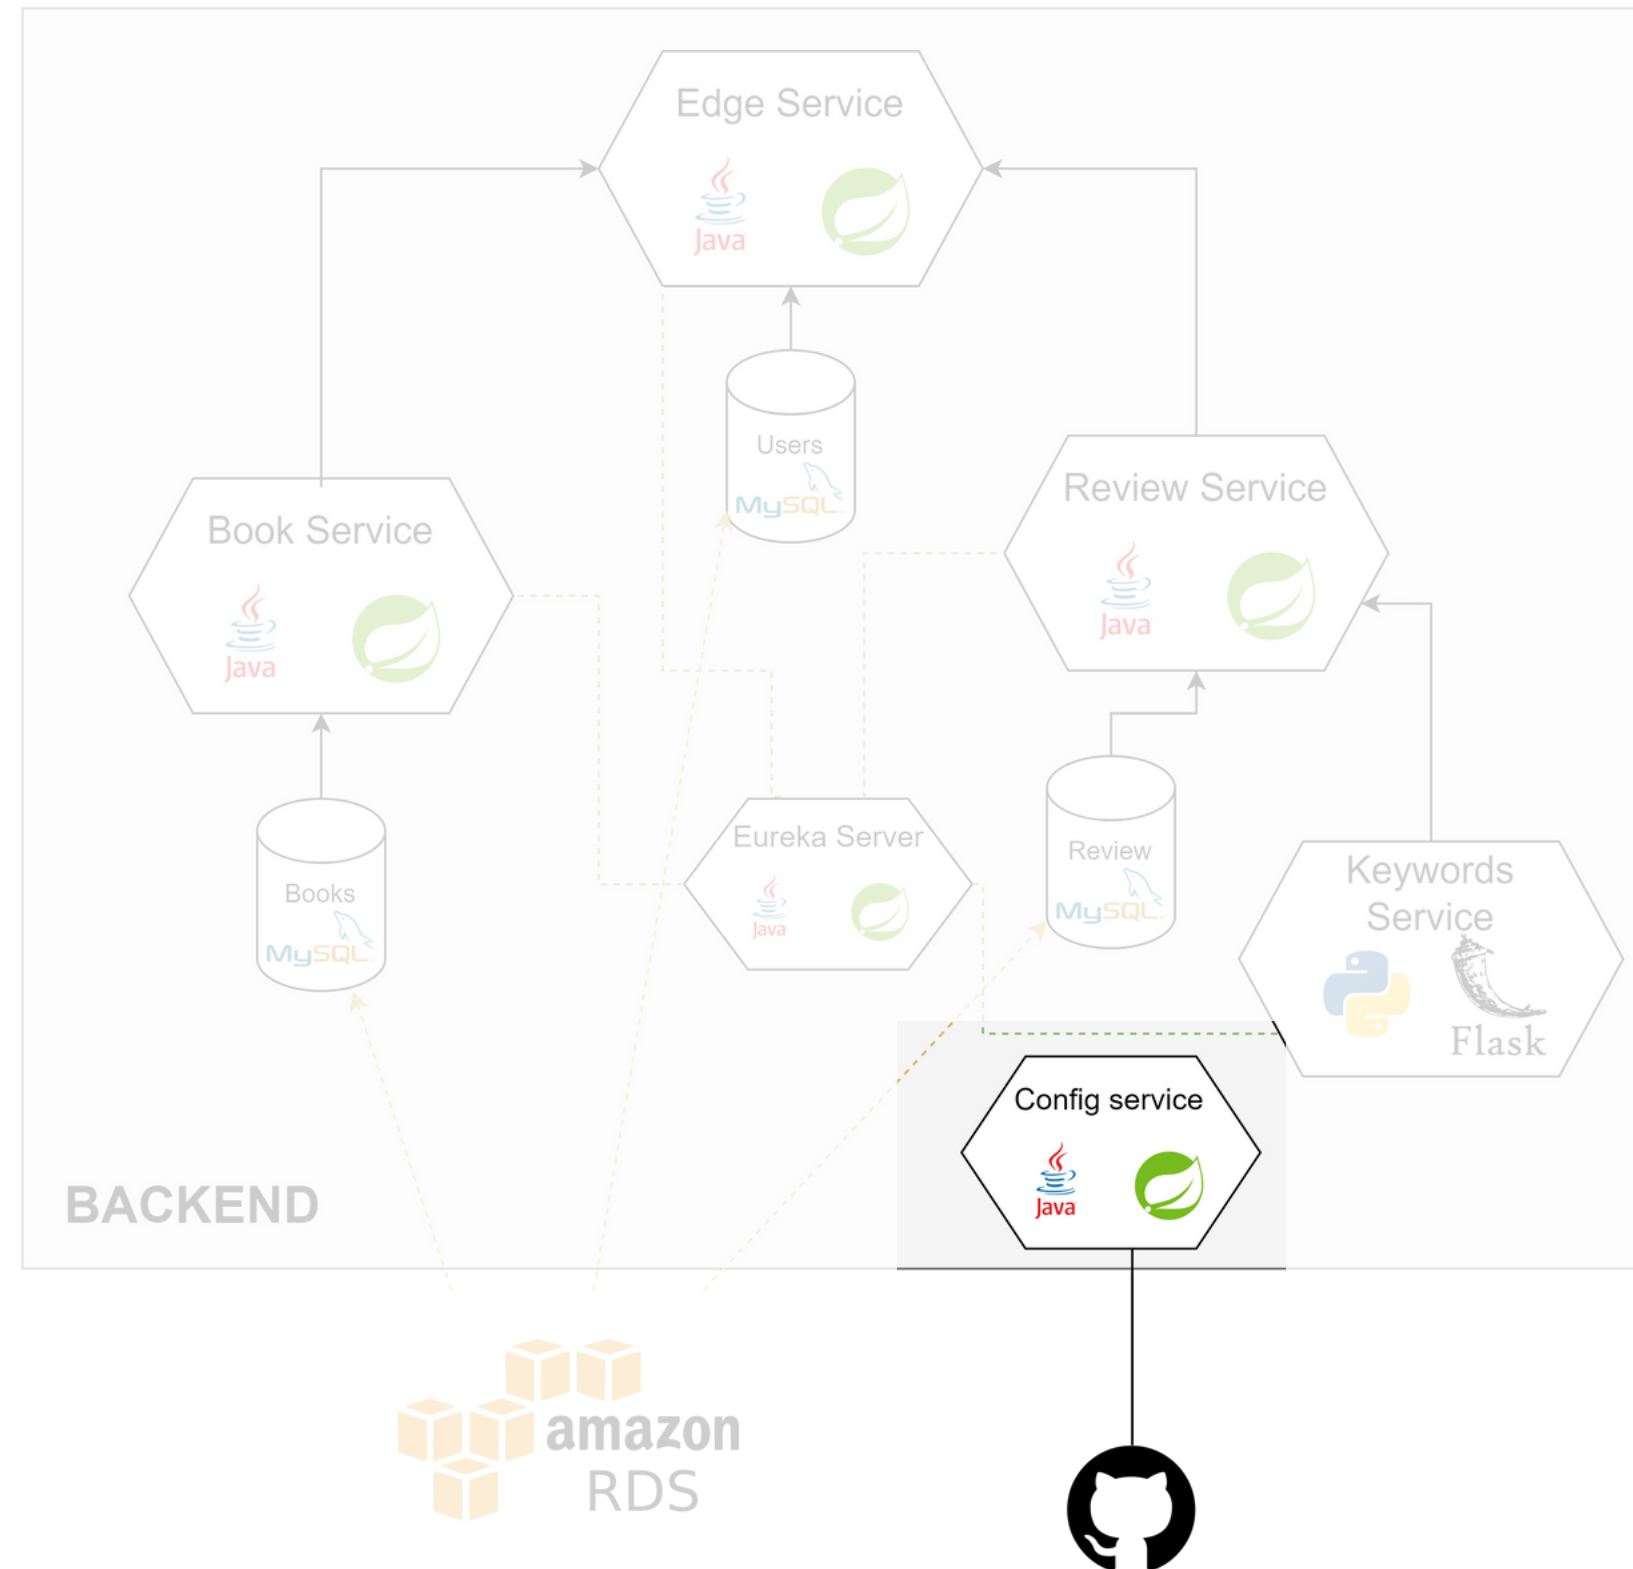 Edge Service
Java
Users
MySQL
Review Service
Java
Book Service
Java
Eureka Server
Java
Review
MySQL
Books
MySQL
Keywords
Service
Flask
Config service
Java
BACKEND
amazon
RDS